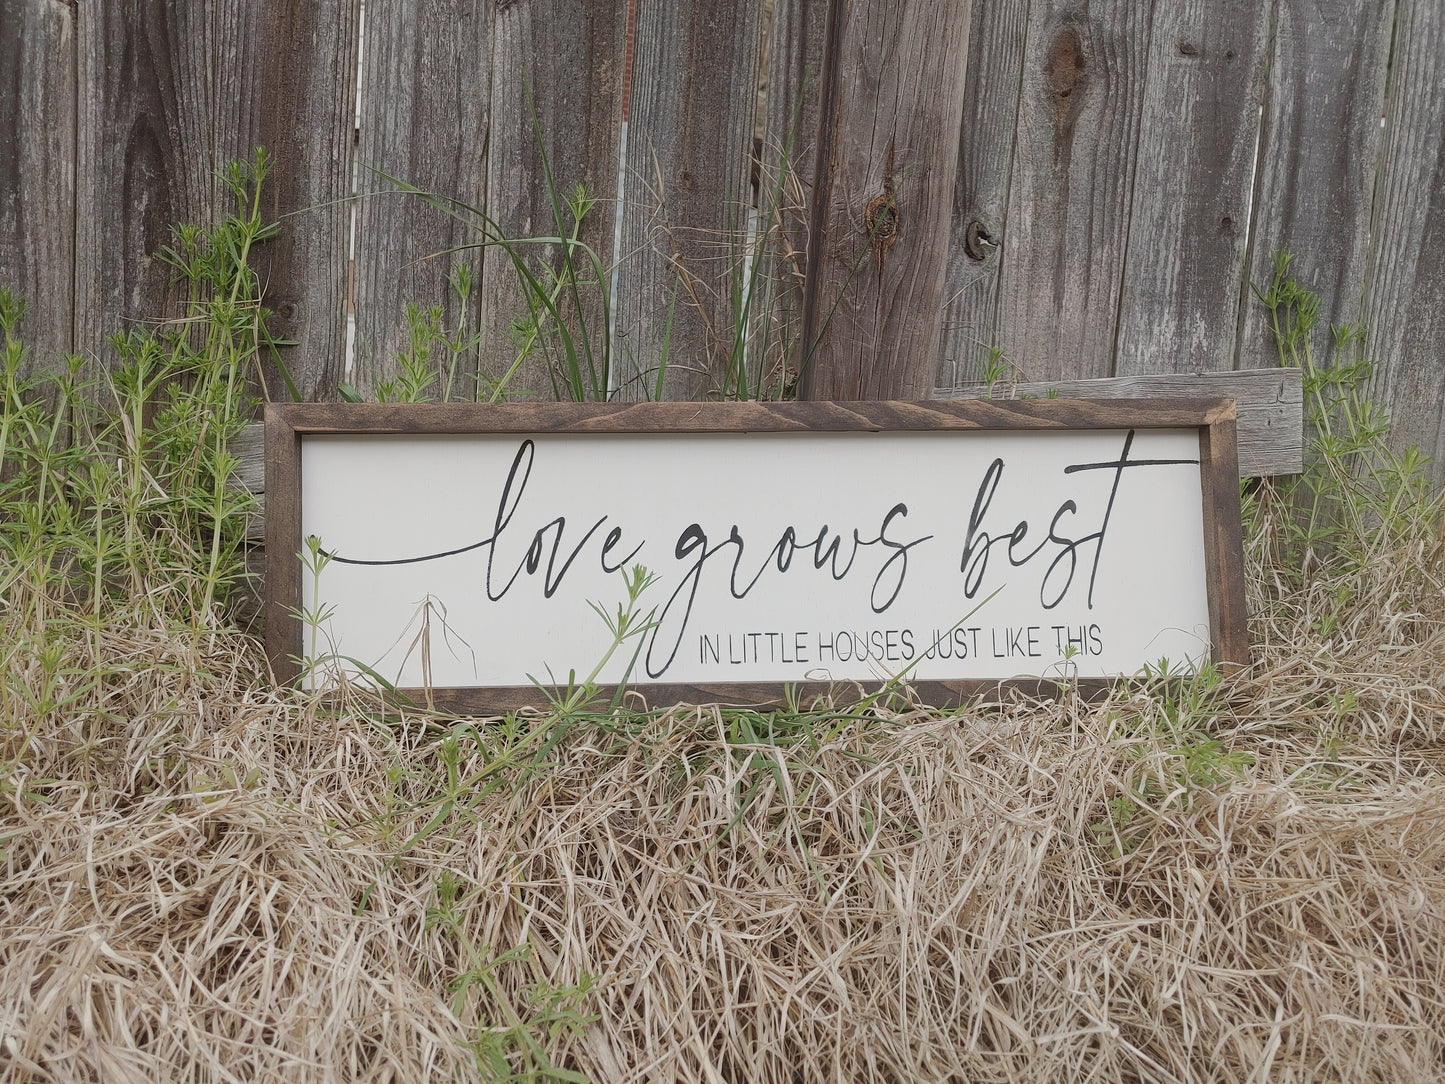 love grows best
IN LITTLE HOUSES JUST LIKE THIS